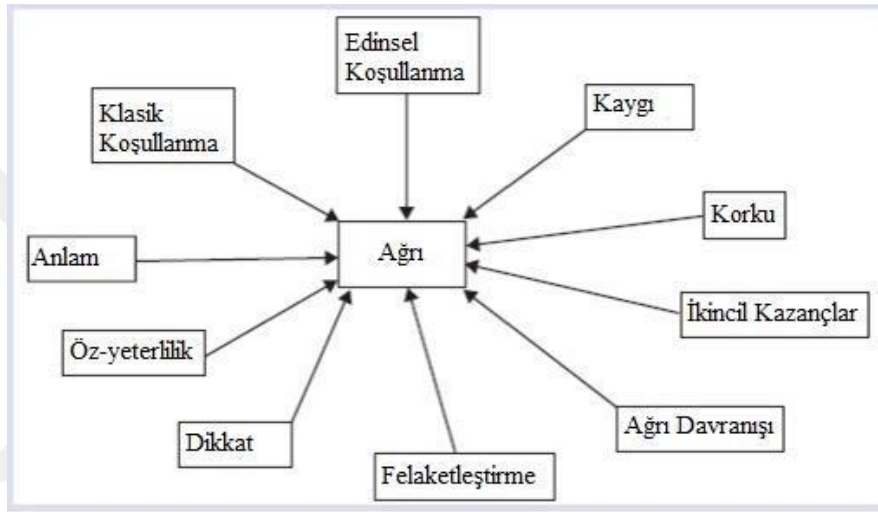 Edinsel
Koşullanma
Kaygı
Klasik
Koşullanma
Korku
Ağrı
Anlam
İkincil Kazançlar
Öz-yeterlilik
Ağrı Davranışı
Dikkat
Felaketleştirme